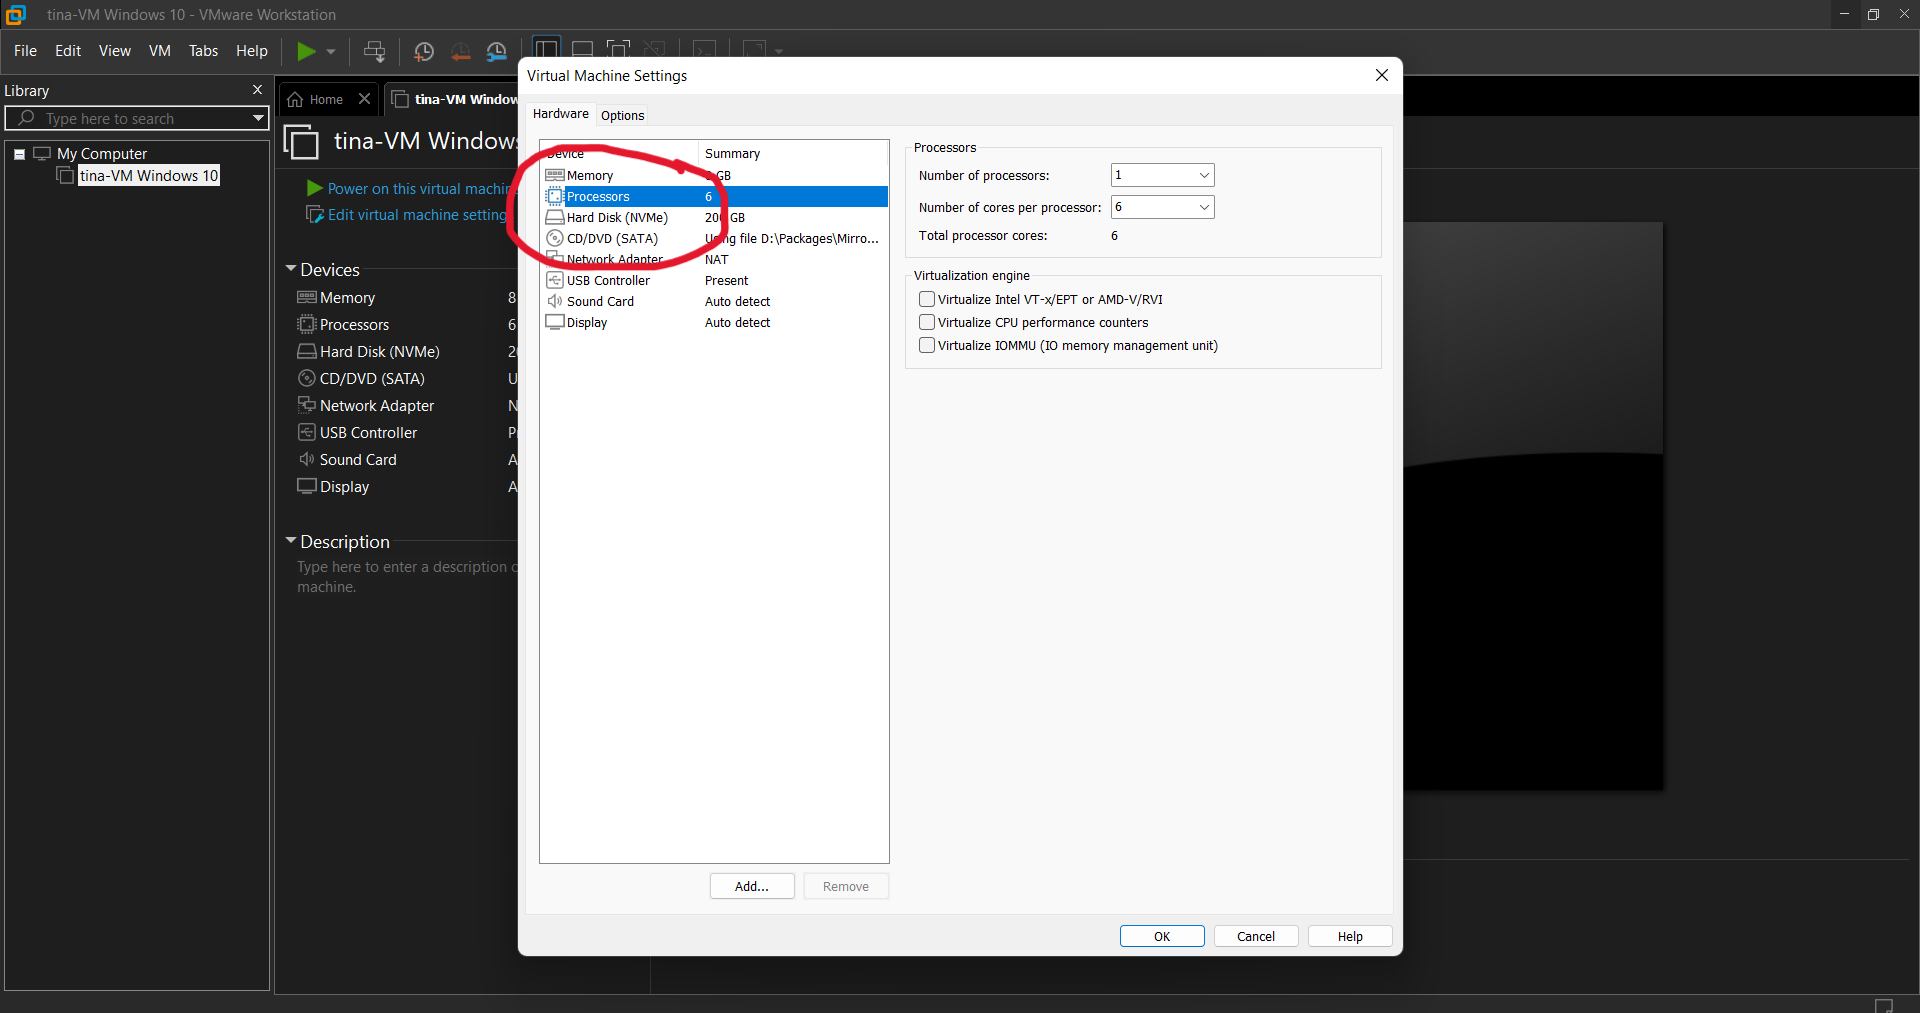 tina-VM Windows 10 - VMware Workstation
File Edit View VM Tabs Help
Library
Type here to search
My Computer
tina-VM Windows 10
Home
tina-VM Window
tina-VM Windows
Power on this virtual machin
Edit virtual machine setting
Devices
Memory 8
Processors 6
Hard Disk (NVMe) 20
CD/DVD (SATA) U
Network Adapter N
USB Controller P
Sound Card A
Display A
Description
Type here to enter a description o
machine.
Virtual Machine Settings
Hardware Options
Device Summary
Memory GB
Processors 6
Hard Disk (NVMe) 200 GB
CD/DVD (SATA) Using file D:\Packages\Mirro...
Network Adapter NAT
USB Controller Present
Sound Card Auto detect
Display Auto detect
Add... Remove
Processors
Number of processors: 1
Number of cores per processor: 6
Total processor cores: 6
Virtualization engine
Virtualize Intel VT-x/EPT or AMD-V/RVI
Virtualize CPU performance counters
Virtualize IOMMU (IO memory management unit)
OK Cancel Help